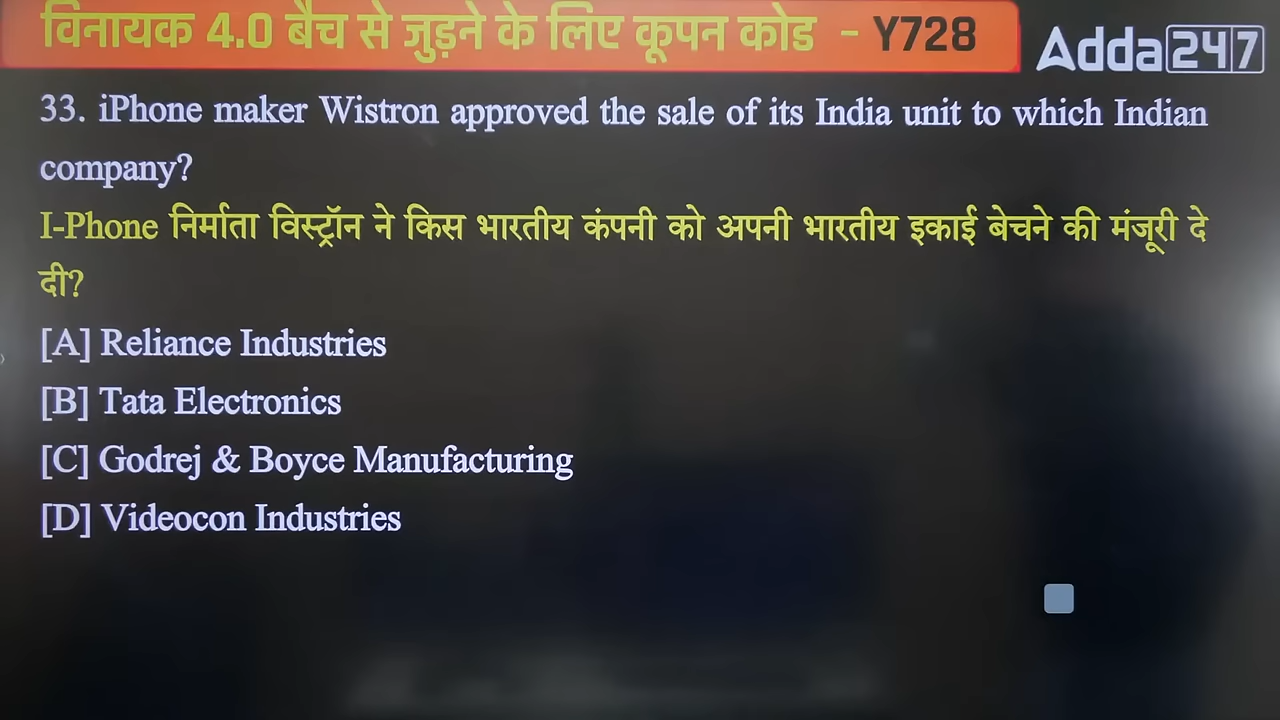 विनायक 4.0 बैच से जुड़ने के लिए कूपन कोड - Y728
Adda247
33. iPhone maker Wistron approved the sale of its India unit to which Indian
company?
I-Phone निर्माता विस्ट्रॉन ने किस भारतीय कंपनी को अपनी भारतीय इकाई बेचने की मंजूरी दे
दी?
[A] Reliance Industries
[B] Tata Electronics
[C] Godrej & Boyce Manufacturing
[D] Videocon Industries